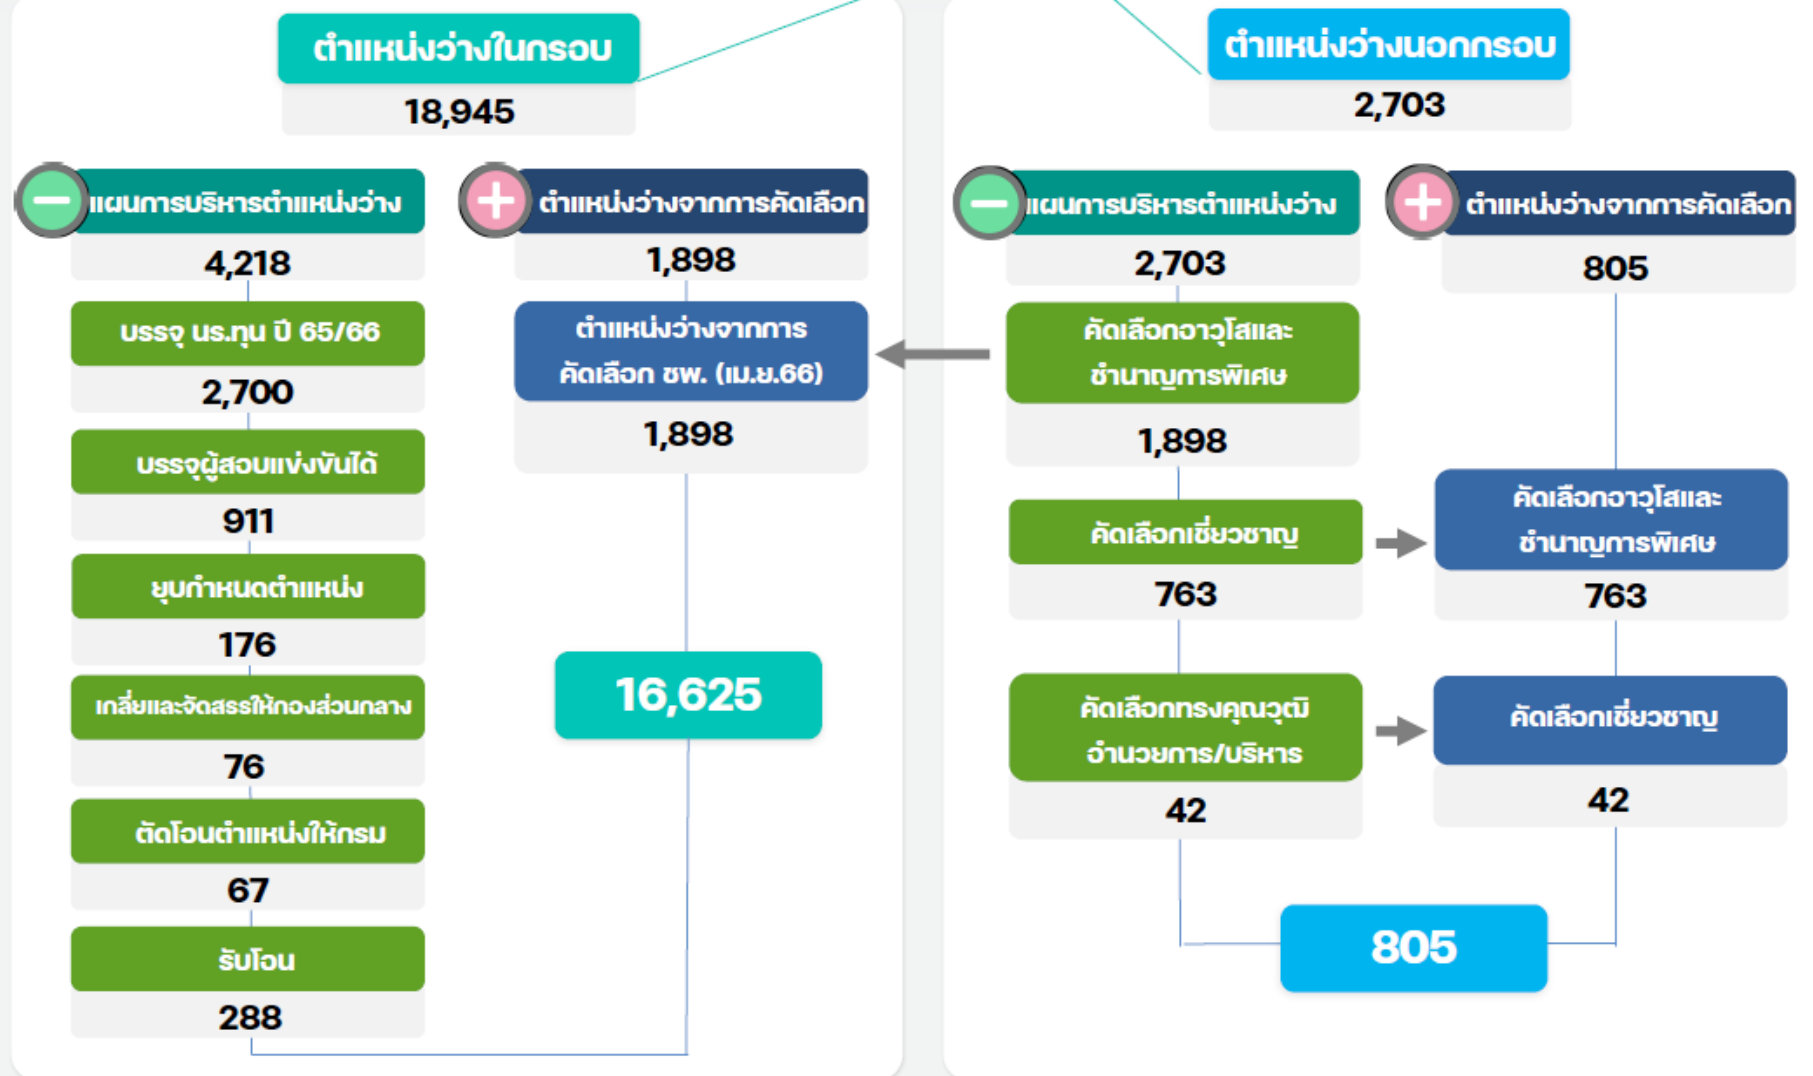 ตำแหน่งว่างในกรอบ
18,945
แผนการบริหารตำแหน่งว่าง
4,218
บรรจุ นร.ทุน ปี 65/66
2,700
บรรจุผู้สอบแข่งขันได้
911
ยุบกำหนดตำแหน่ง
176
เกลี่ยและจัดสรรให้กองส่วนกลาง
76
ตัดโอนตำแหน่งให้กรม
67
รับโอน
288
ตำแหน่งว่างจากการคัดเลือก
1,898
ตำแหน่งว่างจากการ
คัดเลือก ชพ. (เม.ย.66)
1,898
16,625
ตำแหน่งว่างนอกกรอบ
2,703
แผนการบริหารตำแหน่งว่าง
2,703
คัดเลือกอาวุโสและ
ชำนาญการพิเศษ
1,898
คัดเลือกเชี่ยวชาญ
763
คัดเลือกทรงคุณวุฒิ
อำนวยการ/บริหาร
42
ตำแหน่งว่างจากการคัดเลือก
805
คัดเลือกอาวุโสและ
ชำนาญการพิเศษ
763
คัดเลือกเชี่ยวชาญ
42
805